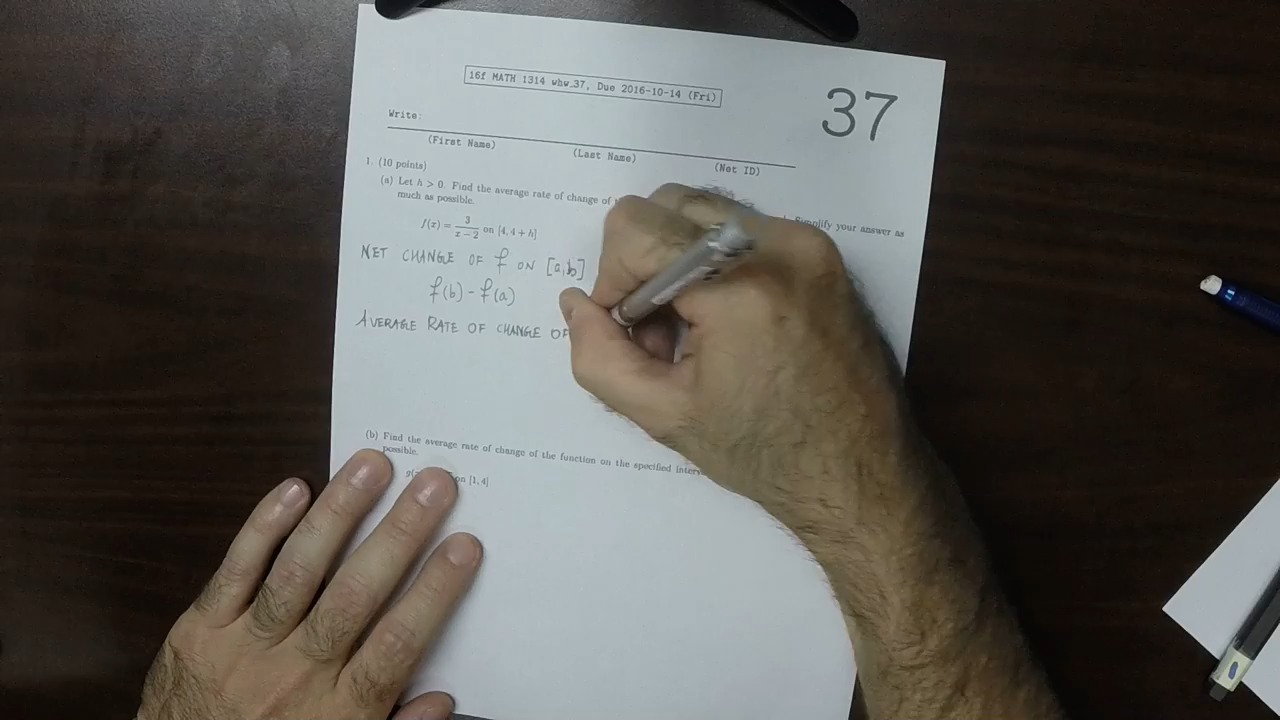 16f MATH 1314 whw_37, Due 2016-10-14 (Fri)
37
Write:
(First Name) (Last Name) (Net ID)
1. (10 points)
(a) Let h > 0. Find the average rate of change of Simplify your answer as
much as possible.
f(x) = 3/(x − 2) on [4, 4 + h]
NET CHANGE OF f ON [a,b]
f(b) - f(a)
AVERAGE RATE OF CHANGE OF
(b) Find the average rate of change of the function on the specified
possible.
on [1, 4]